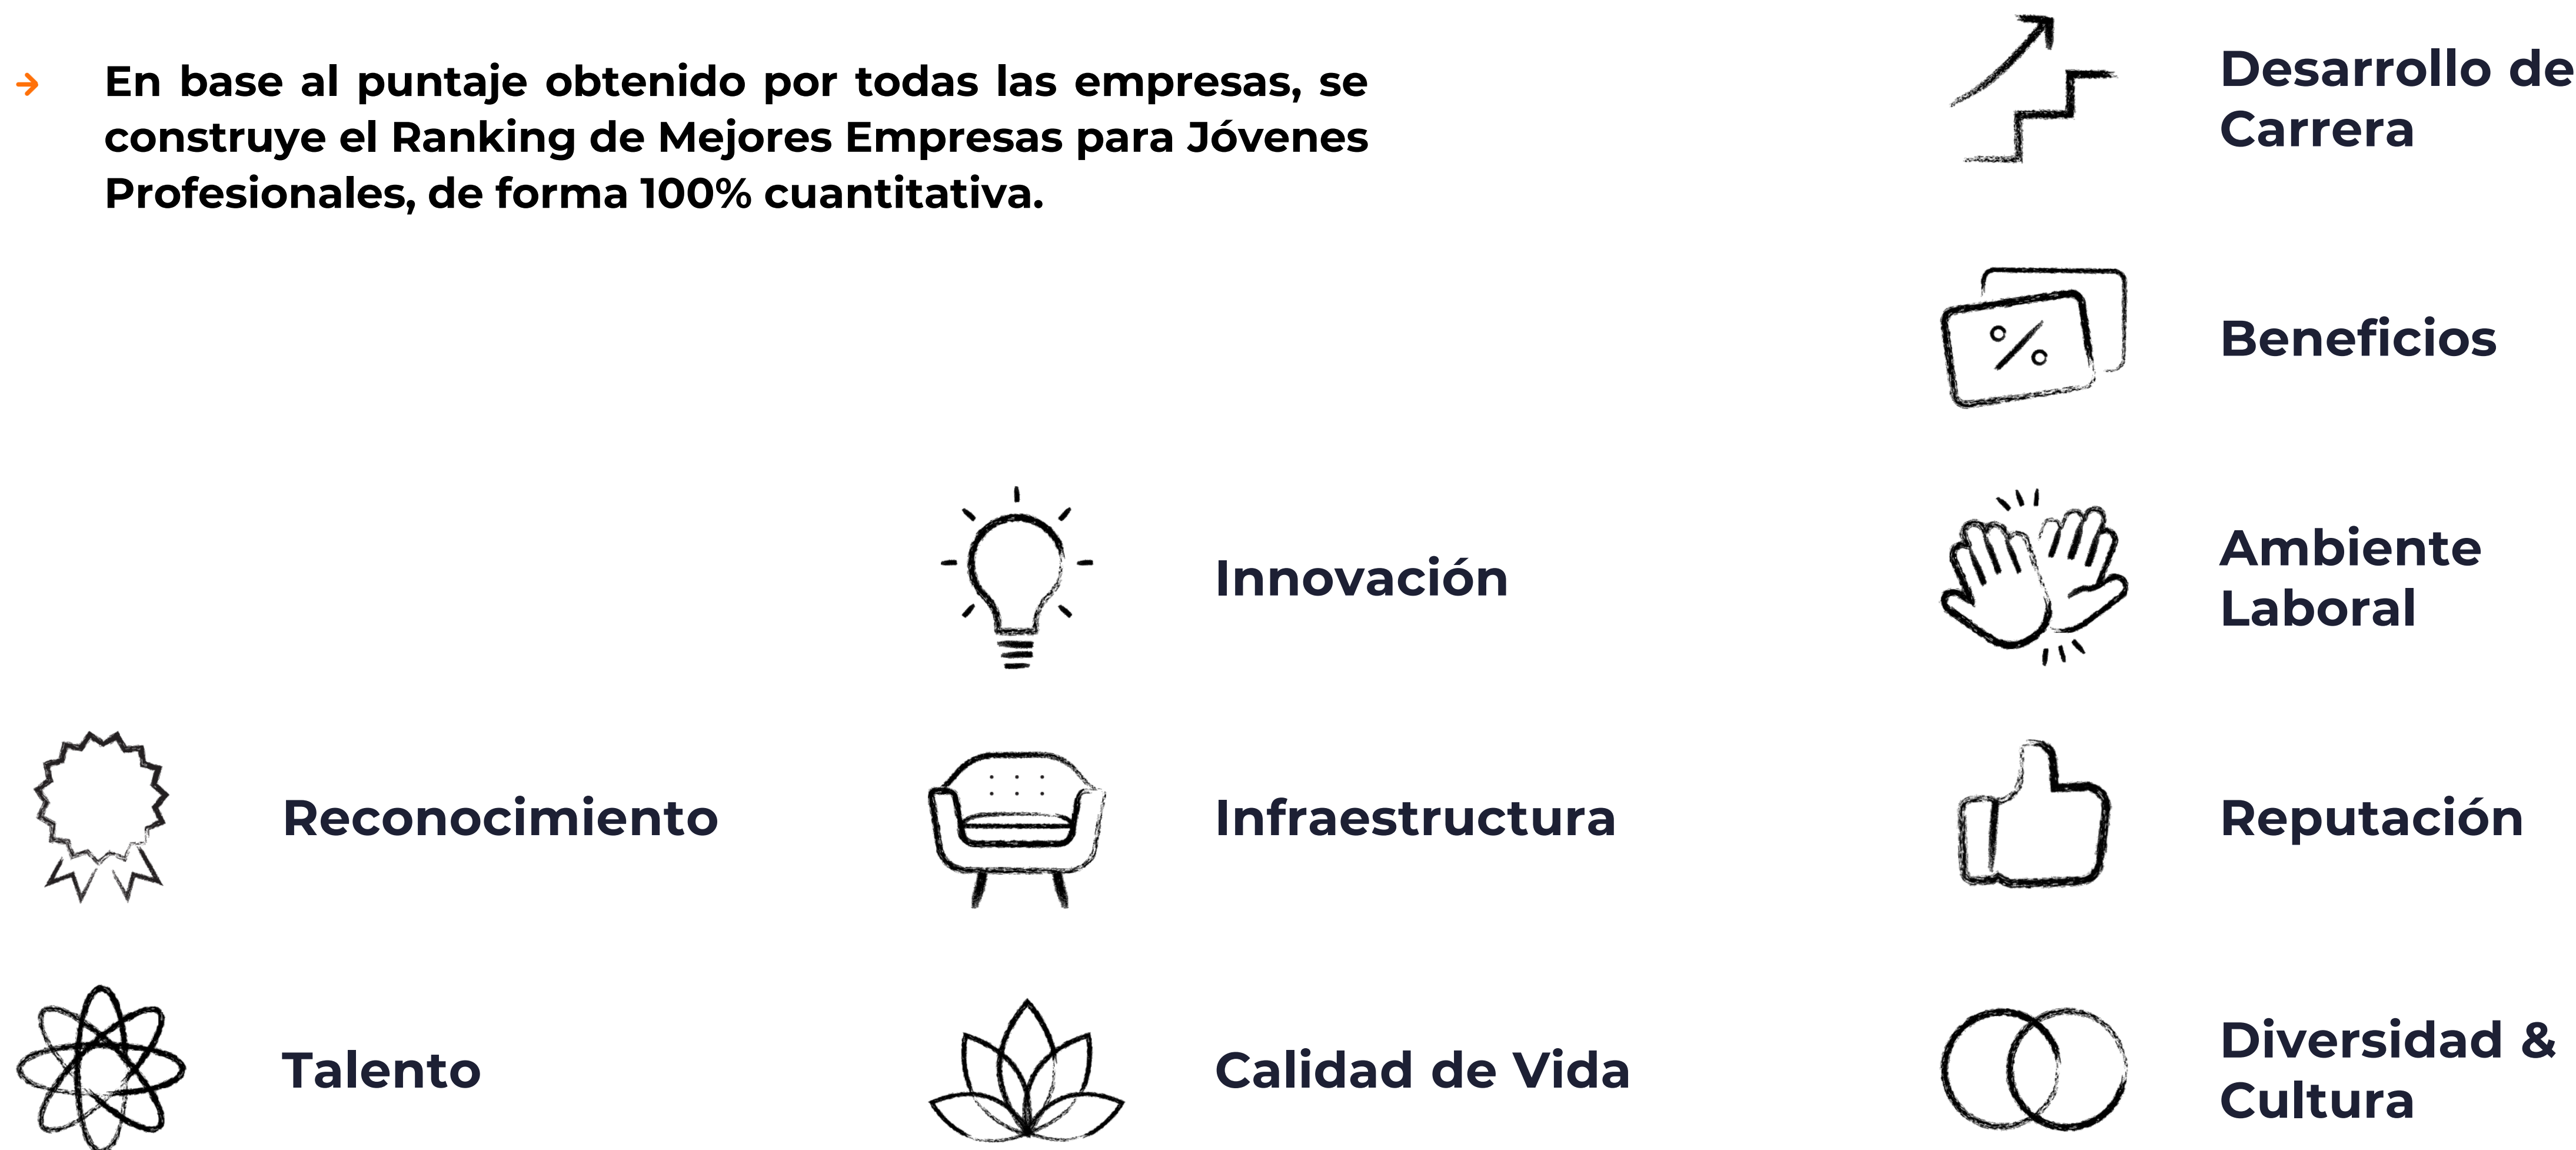 En base al puntaje obtenido por todas las empresas, se
construye el Ranking de Mejores Empresas para Jóvenes
Profesionales, de forma 100% cuantitativa.
Desarrollo de
Carrera
Beneficios
Innovación
Ambiente
Laboral
Reconocimiento
Infraestructura
Reputación
Talento
Calidad de Vida
Diversidad &
Cultura